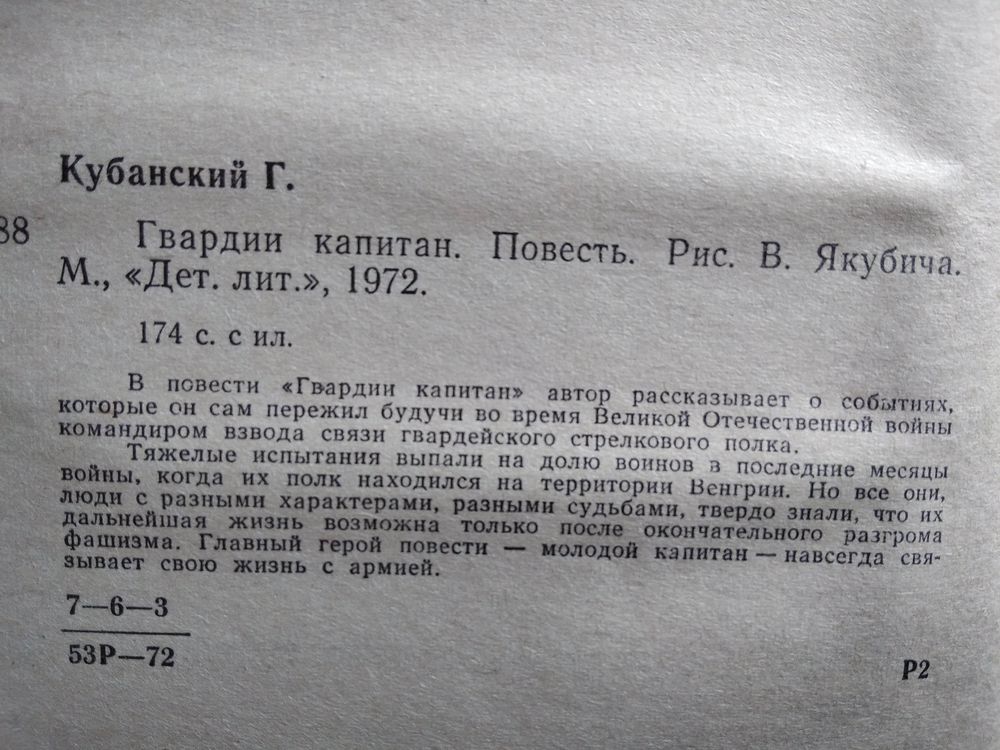 Кубанский Г.
88
Гвардии капитан. Повесть. Рис. В. Якубича.
М., «Дет. лит.», 1972.
174 с. с ил.
В повести «Гвардии капитан» автор рассказывает о событиях,
которые он сам пережил будучи во время Великой Отечественной войны
командиром взвода связи гвардейского стрелкового полка.
Тяжелые испытания выпали на долю воинов в последние месяцы
войны, когда их полк находился на территории Венгрии. Но все они,
люди с разными характерами, разными судьбами, твердо знали, что их
дальнейшая жизнь возможна только после окончательного разгрома
фашизма. Главный герой повести — молодой капитан — навсегда свя-
зывает свою жизнь с армией.
7—6—3
53Р—72
Р2